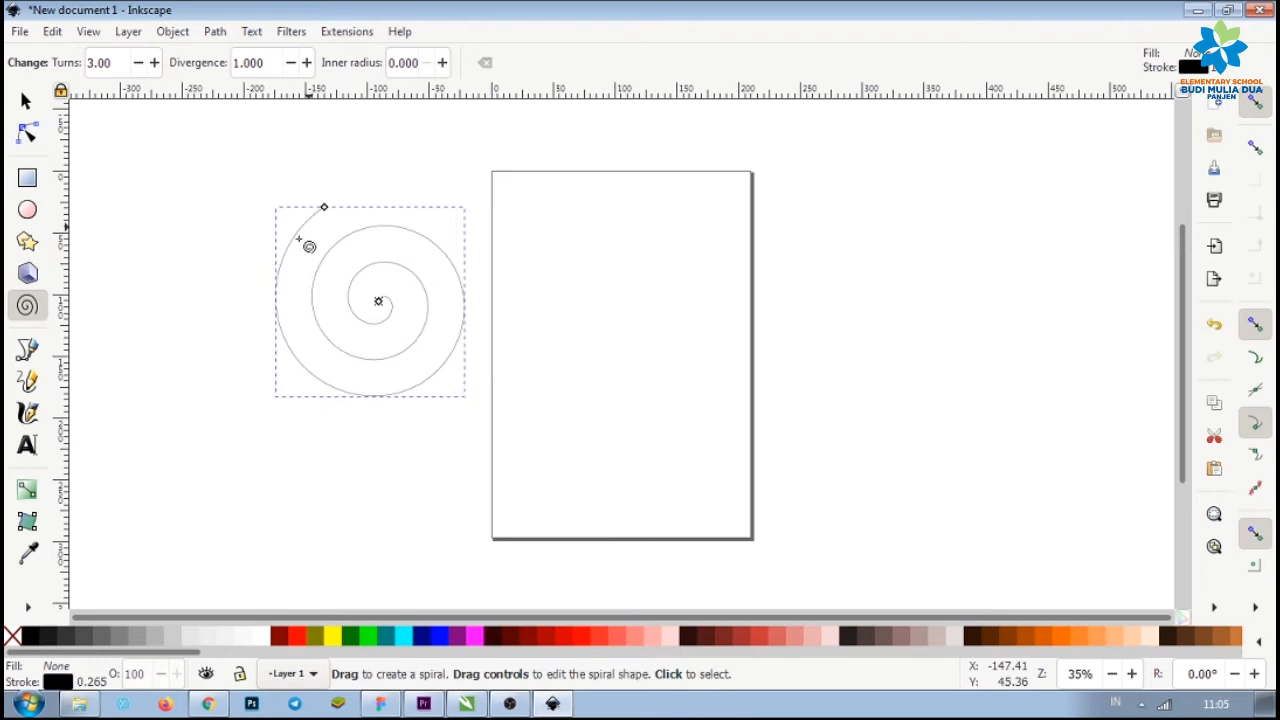 *New document 1 - Inkscape
File Edit View Layer Object Path Text Filters Extensions Help
ELEMENTARY SCHOOL
BUDI MULIA DUA
PANJEN
Change: Turns: 3.00 − + Divergence: 1.000 − + Inner radius: 0.000 − +
Fill:
Stroke:
-300 -250 -200 -150 -100 -50 0 50 100 150 200 250 300 350 400 450 500
A
Fill: None
Stroke: 0.265
O: 100 − +
-Layer 1
Drag to create a spiral. Drag controls to edit the spiral shape. Click to select.
X: -147.41
Y: 45.36
Z: 35% − +
R: 0.00° − +
Ps
Pr
IN
11:05